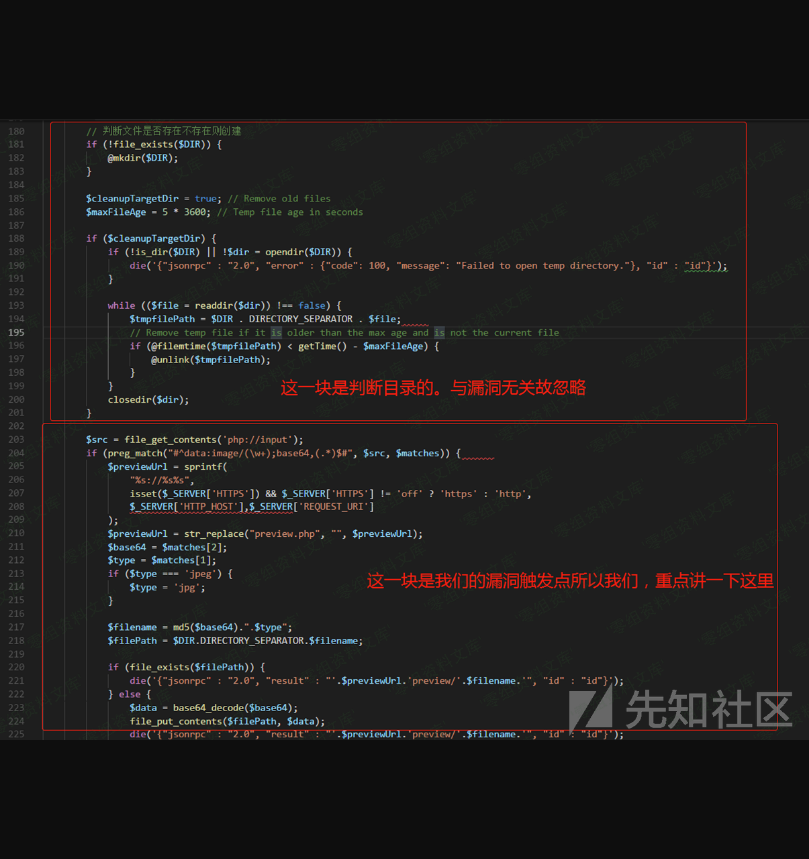 180 // 判断文件是否存在不存在则创建
181 if (!file_exists($DIR)) {
182 @mkdir($DIR);
183 }
184
185 $cleanupTargetDir = true; // Remove old files
186 $maxFileAge = 5 * 3600; // Temp file age in seconds
187
188 if ($cleanupTargetDir) {
189 if (!is_dir($DIR) || !$dir = opendir($DIR)) {
190 die('{"jsonrpc" : "2.0", "error" : {"code": 100, "message": "Failed to open temp directory."}, "id" : "id"}');
191 }
192
193 while (($file = readdir($dir)) !== false) {
194 $tmpfilePath = $DIR . DIRECTORY_SEPARATOR . $file;
195 // Remove temp file if it is older than the max age and is not the current file
196 if (@filemtime($tmpfilePath) < getTime() - $maxFileAge) {
197 @unlink($tmpfilePath);
198 }
199 }
这一块是判断目录的。与漏洞无关故忽略
200 closedir($dir);
201 }
202
203 $src = file_get_contents('php://input');
204 if (preg_match("#^data:image/(\w+);base64,(.*)$#", $src, $matches)) {
205 $previewUrl = sprintf(
206 "%s://%s%s",
207 isset($_SERVER['HTTPS']) && $_SERVER['HTTPS'] != 'off' ? 'https' : 'http',
208 $_SERVER['HTTP_HOST'],$_SERVER['REQUEST_URI']
209 );
210 $previewUrl = str_replace("preview.php", "", $previewUrl);
211 $base64 = $matches[2];
212 $type = $matches[1];
213 if ($type === 'jpeg') {
214 $type = 'jpg';
这一块是我们的漏洞触发点所以我们，重点讲一下这里
215 }
216
217 $filename = md5($base64).".$type";
218 $filePath = $DIR.DIRECTORY_SEPARATOR.$filename;
219
220 if (file_exists($filePath)) {
221 die('{"jsonrpc" : "2.0", "result" : "'.$previewUrl.'preview/'.$filename.'", "id" : "id"}');
222 } else {
223 $data = base64_decode($base64);
224 file_put_contents($filePath, $data);
225 die('{"jsonrpc" : "2.0", "result" : "'.$previewUrl.'preview/'.$filename.'", "id" : "id"}');
先知社区